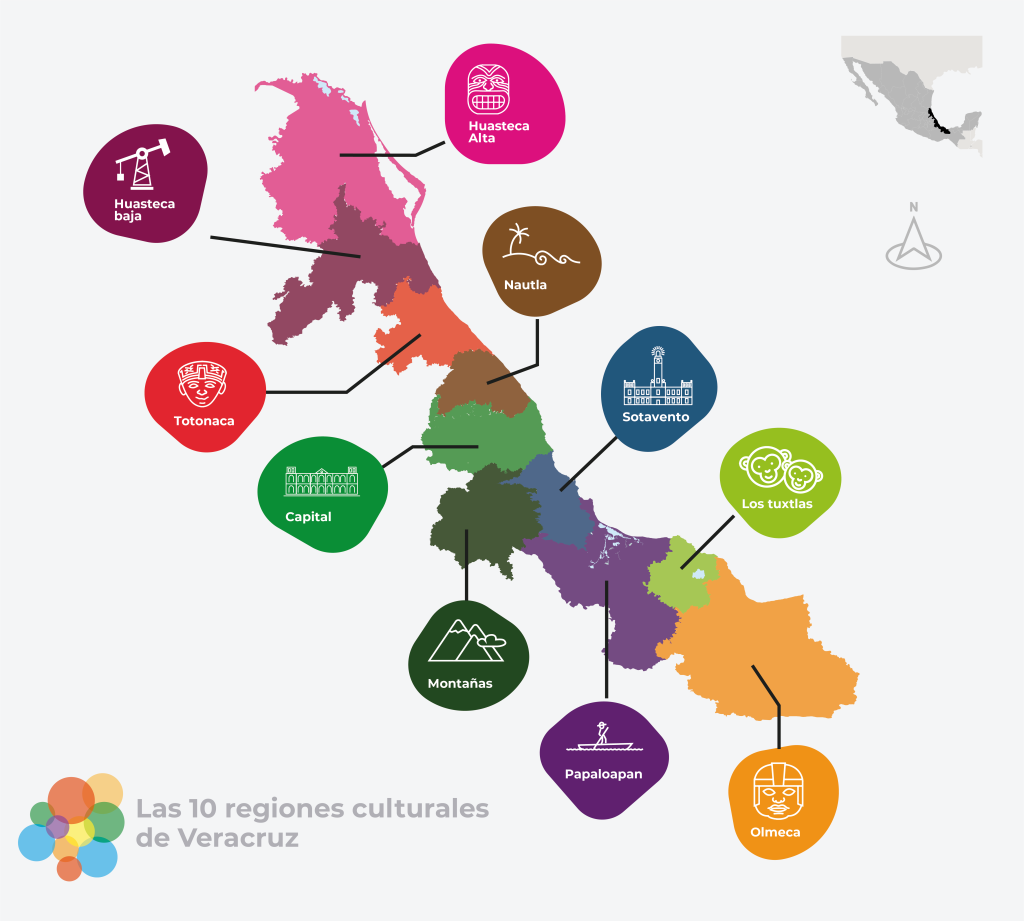 Huasteca
Alta
Huasteca
baja
N
Nautla
Totonaca
Sotavento
Los tuxtlas
Capital
Montañas
Papaloapan
Olmeca
Las 10 regiones culturales
de Veracruz